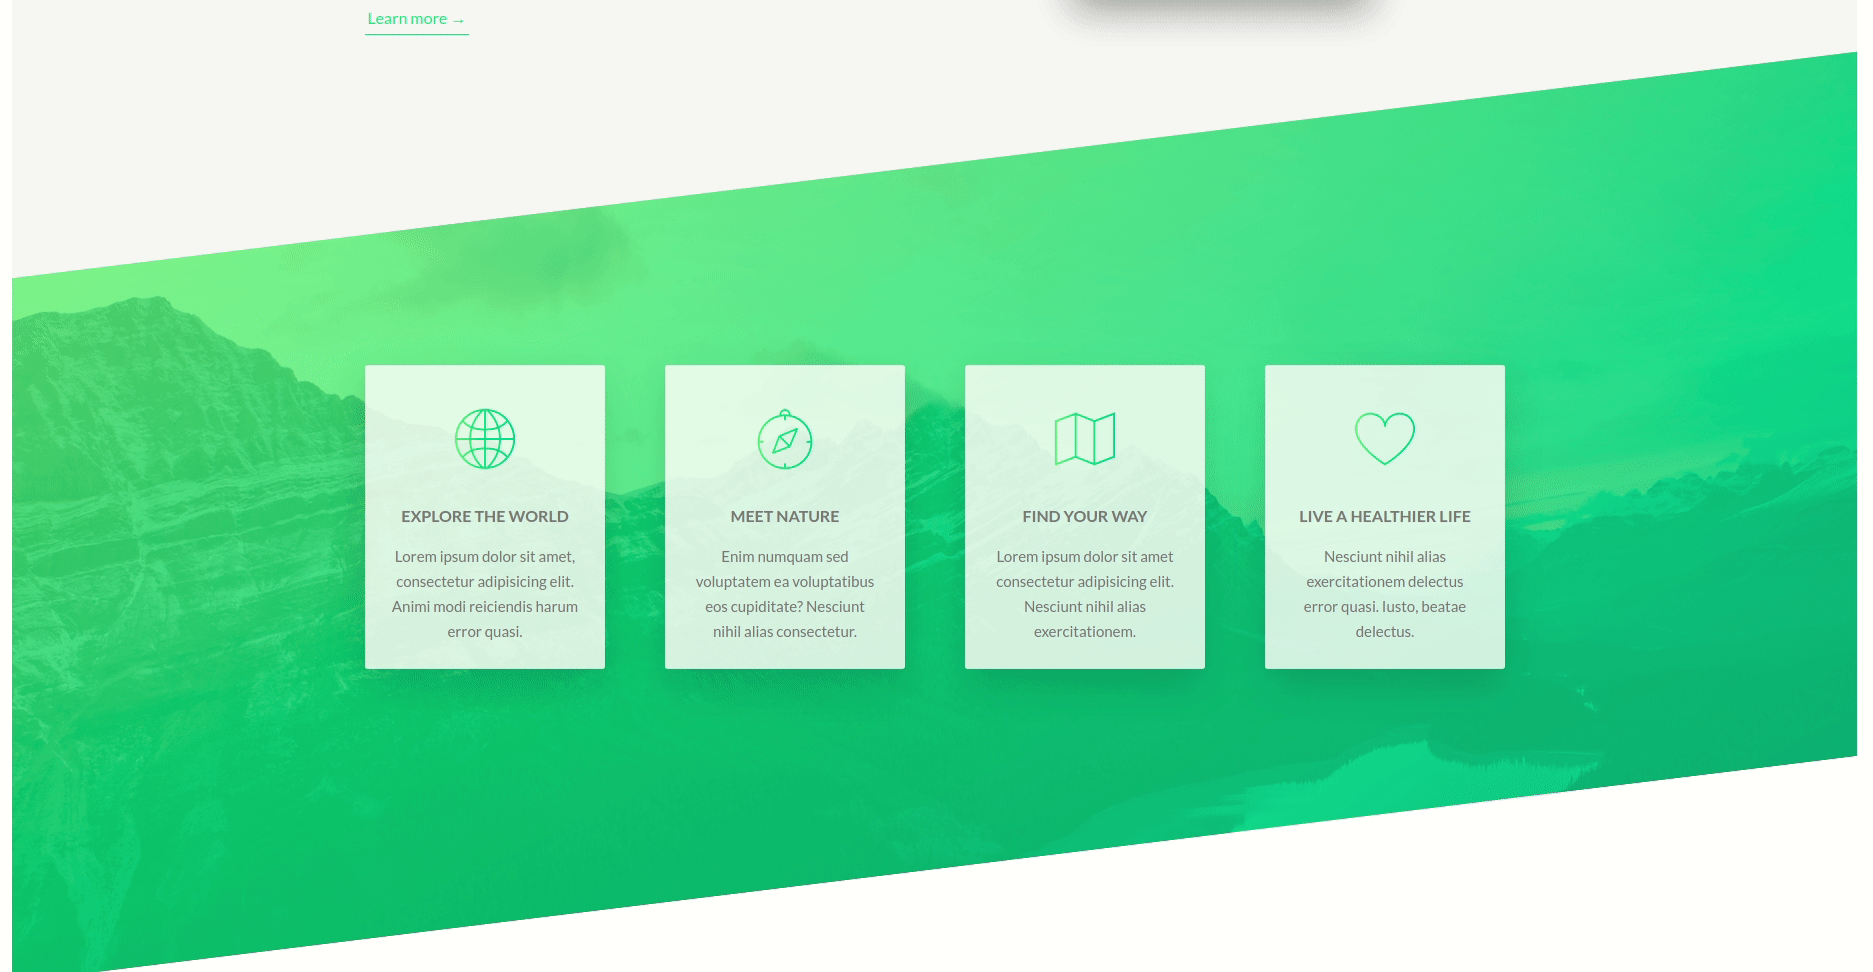 Learn more →
EXPLORE THE WORLD
Lorem ipsum dolor sit amet,
consectetur adipisicing elit.
Animi modi reiciendis harum
error quasi.
MEET NATURE
Enim numquam sed
voluptatem ea voluptatibus
eos cupiditate? Nesciunt
nihil alias consectetur.
FIND YOUR WAY
Lorem ipsum dolor sit amet
consectetur adipisicing elit.
Nesciunt nihil alias
exercitationem.
LIVE A HEALTHIER LIFE
Nesciunt nihil alias
exercitationem delectus
error quasi. Iusto, beatae
delectus.